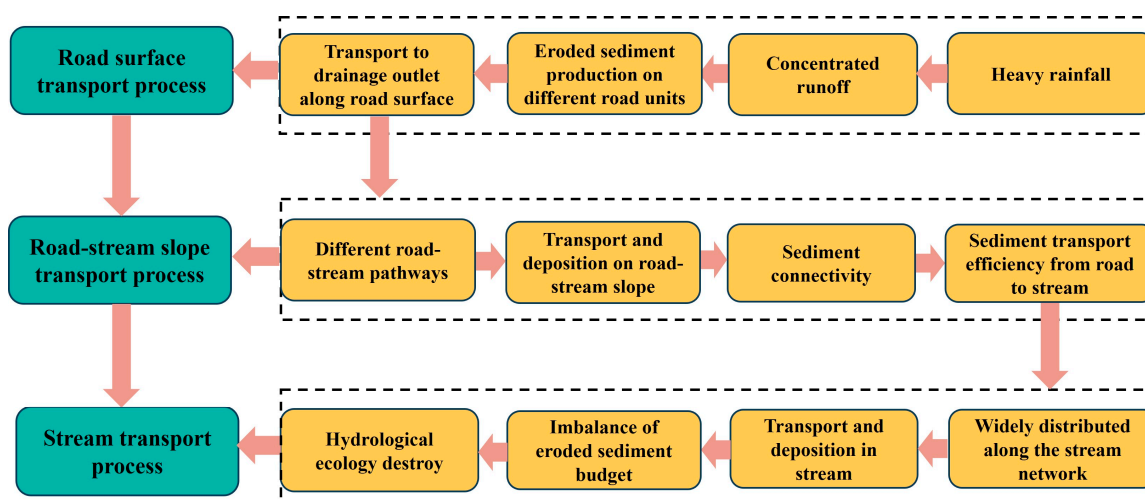 Road surface
transport process
Transport to
drainage outlet
along road surface
Eroded sediment
production on
different road units
Concentrated
runoff
Heavy rainfall
Road-stream slope
transport process
Different road-
stream pathways
Transport and
deposition on road-
stream slope
Sediment
connectivity
Sediment transport
efficiency from road
to stream
Stream transport
process
Hydrological
ecology destroy
Imbalance of
eroded sediment
budget
Transport and
deposition in
stream
Widely distributed
along the stream
network